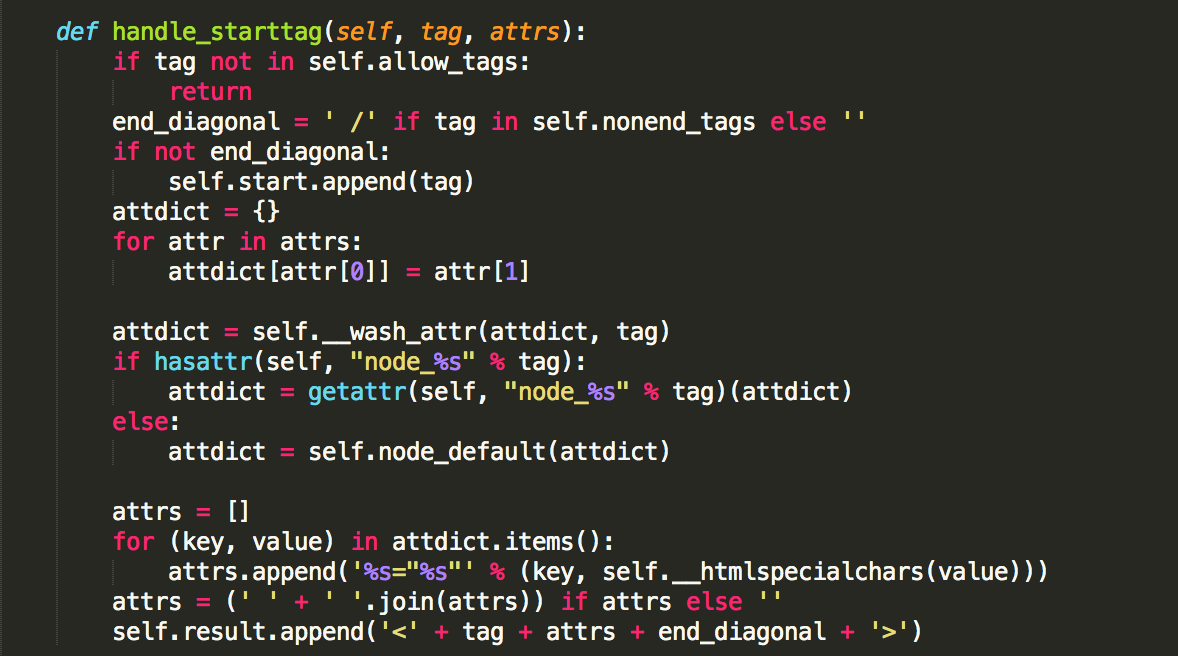 def handle_starttag(self, tag, attrs):
    if tag not in self.allow_tags:
        return
    end_diagonal = ' /' if tag in self.nonend_tags else ''
    if not end_diagonal:
        self.start.append(tag)
    attdict = {}
    for attr in attrs:
        attdict[attr[0]] = attr[1]

    attdict = self.__wash_attr(attdict, tag)
    if hasattr(self, "node_%s" % tag):
        attdict = getattr(self, "node_%s" % tag)(attdict)
    else:
        attdict = self.node_default(attdict)

    attrs = []
    for (key, value) in attdict.items():
        attrs.append('%s="%s"' % (key, self.__htmlspecialchars(value)))
    attrs = (' ' + ' '.join(attrs)) if attrs else ''
    self.result.append('<' + tag + attrs + end_diagonal + '>')